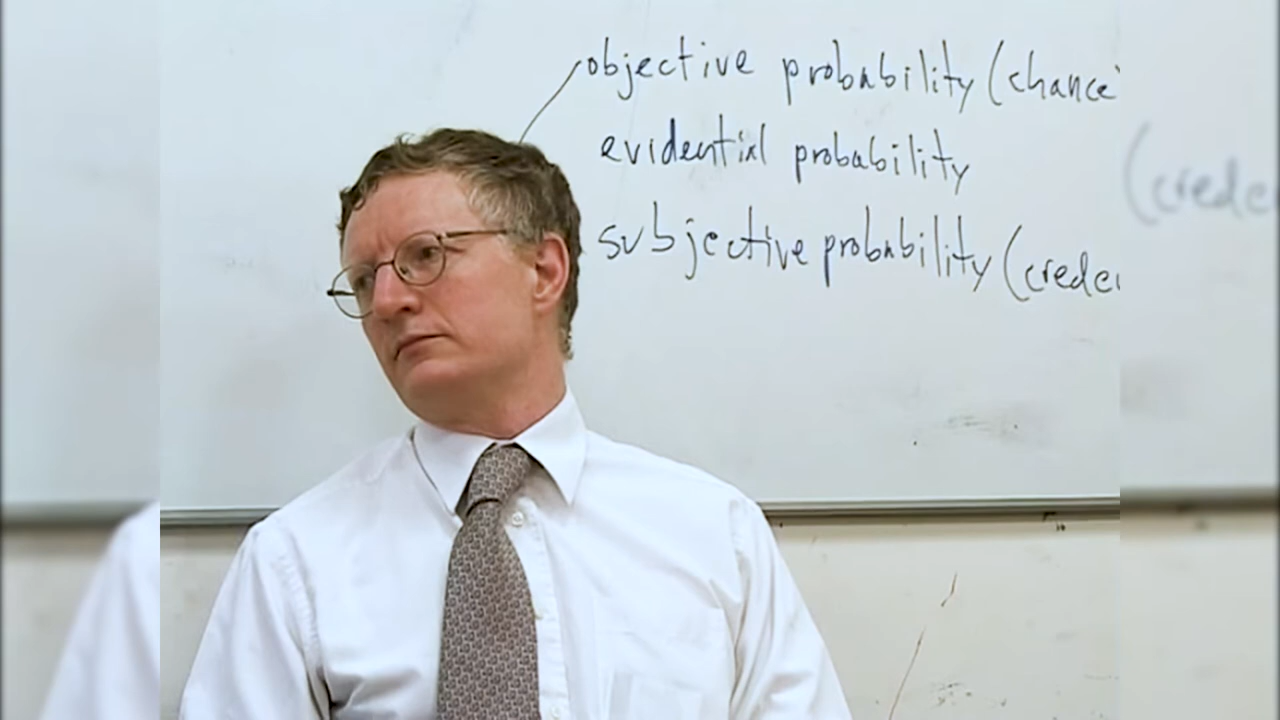 objective probability (chance
evidential probability
subjective probability (creden